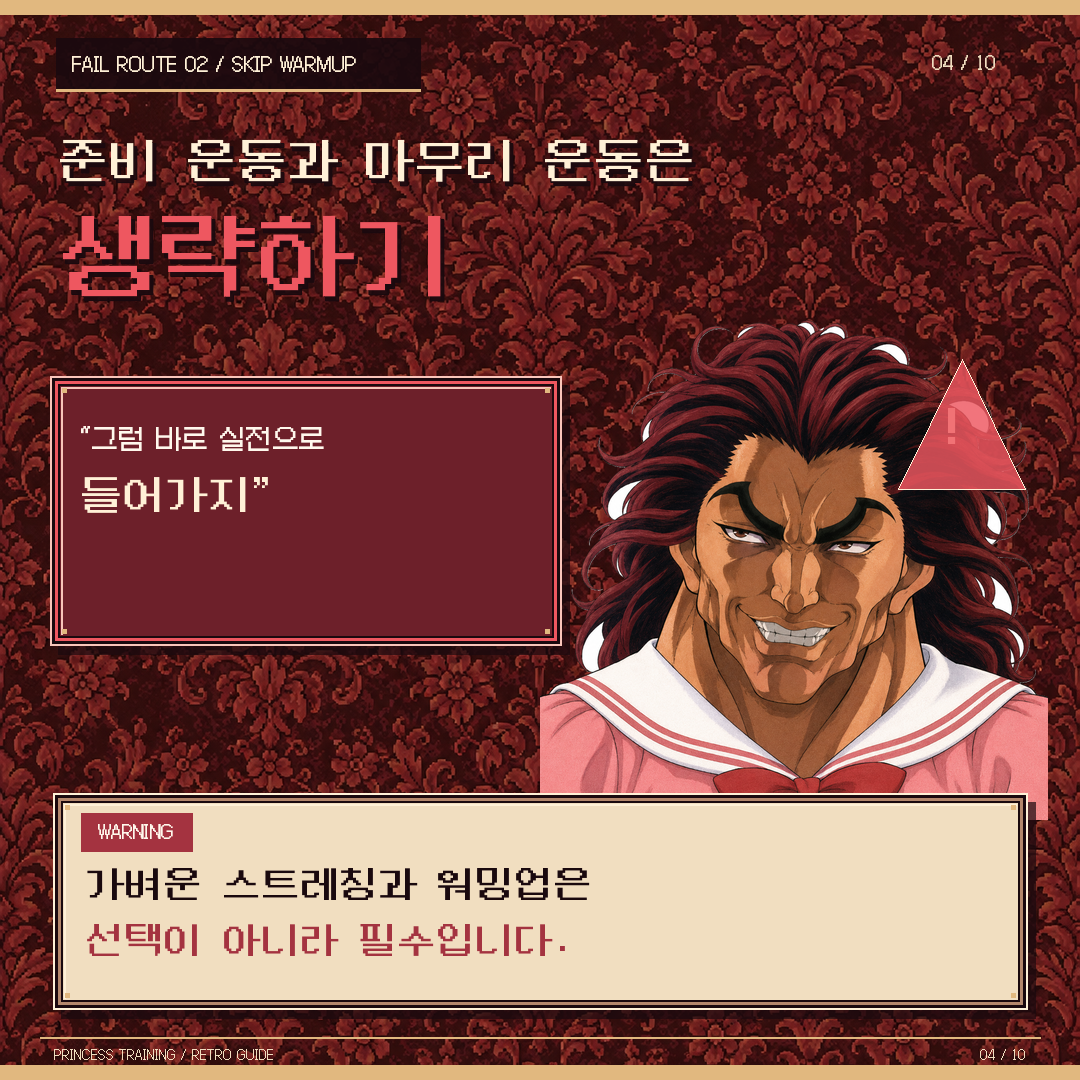 FAIL ROUTE 02 / SKIP WARMUP
04 / 10
준비 운동과 마무리 운동은
생략하기
!
“그럼 바로 실전으로
들어가지”
WARNING
가벼운 스트레칭과 워밍업은
선택이 아니라 필수입니다.
PRINCESS TRAINING / RETRO GUIDE
04 / 10